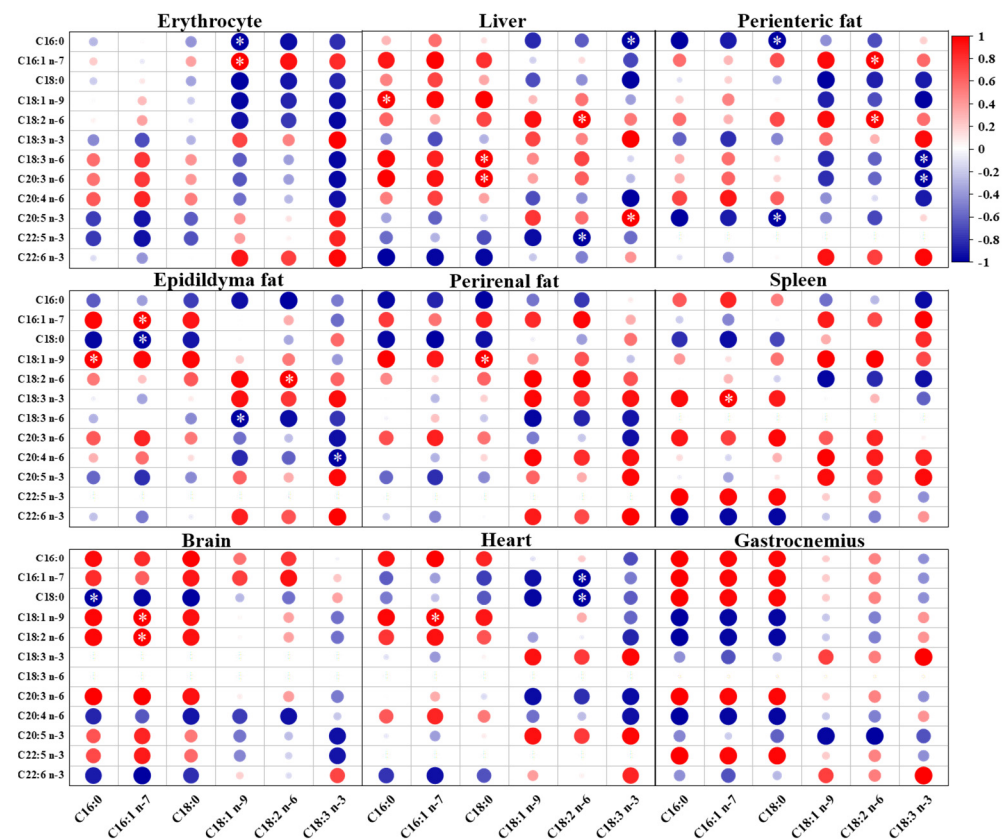 Erythrocyte Liver Perienteric fat
C16:0
C16:1 n-7
C18:0
C18:1 n-9
C18:2 n-6
C18:3 n-3
C18:3 n-6
C20:3 n-6
C20:4 n-6
C20:5 n-3
C22:5 n-3
C22:6 n-3
1
0.8
0.6
0.4
0.2
0
-0.2
-0.4
-0.6
-0.8
-1
Epidildyma fat Perirenal fat Spleen
C16:0
C16:1 n-7
C18:0
C18:1 n-9
C18:2 n-6
C18:3 n-3
C18:3 n-6
C20:3 n-6
C20:4 n-6
C20:5 n-3
C22:5 n-3
C22:6 n-3
Brain Heart Gastrocnemius
C16:0
C16:1 n-7
C18:0
C18:1 n-9
C18:2 n-6
C18:3 n-3
C18:3 n-6
C20:3 n-6
C20:4 n-6
C20:5 n-3
C22:5 n-3
C22:6 n-3
C16:0 C16:1 n-7 C18:0 C18:1 n-9 C18:2 n-6 C18:3 n-3 C16:0 C16:1 n-7 C18:0 C18:1 n-9 C18:2 n-6 C18:3 n-3 C16:0 C16:1 n-7 C18:0 C18:1 n-9 C18:2 n-6 C18:3 n-3